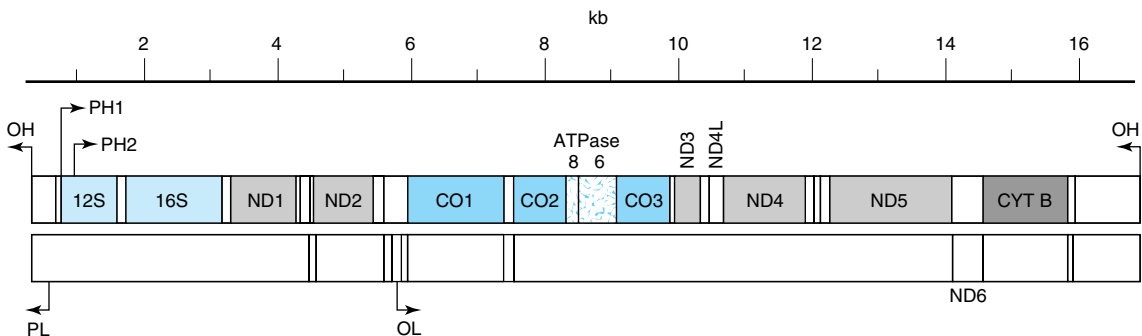 kb
2 4 6 8 10 12 14 16
PH1
OH PH2 ATPase ND3 ND4L OH
8 6
12S 16S ND1 ND2 CO1 CO2 CO3 ND4 ND5 CYT B
ND6
PL OL